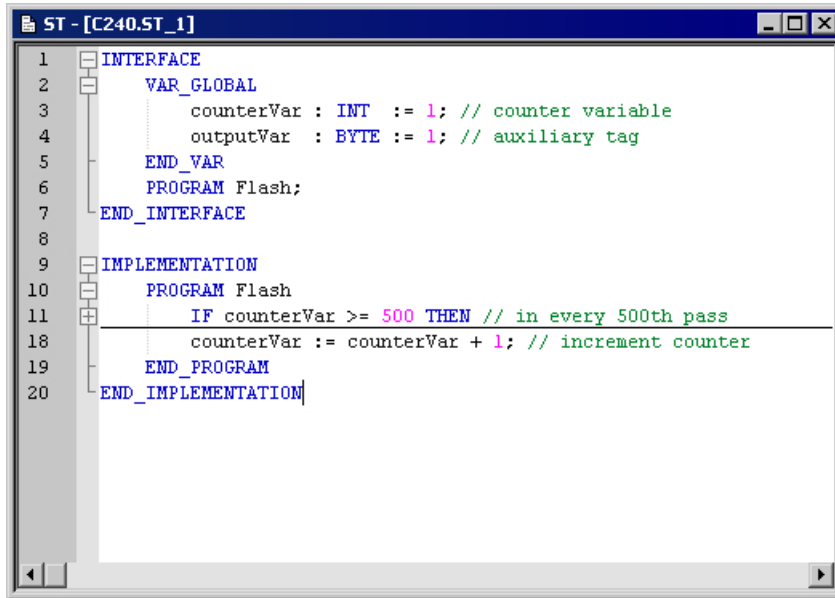 ST - [C240.ST_1]
1 INTERFACE
2 VAR_GLOBAL
3 counterVar : INT := 1; // counter variable
4 outputVar : BYTE := 1; // auxiliary tag
5 END_VAR
6 PROGRAM Flash;
7 END_INTERFACE
8
9 IMPLEMENTATION
10 PROGRAM Flash
11 IF counterVar >= 500 THEN // in every 500th pass
18 counterVar := counterVar + 1; // increment counter
19 END_PROGRAM
20 END_IMPLEMENTATION